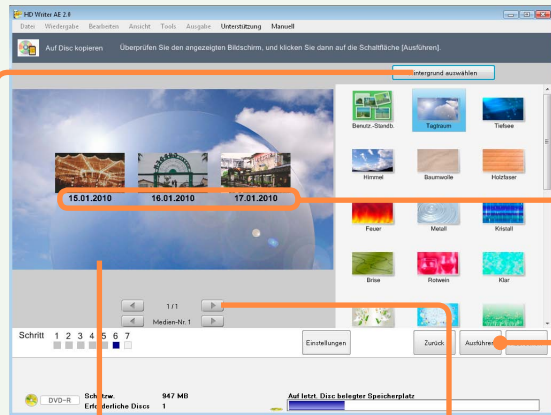 HD Writer AE 2.0
Datei Wiedergabe Bearbeiten Ansicht Tools Ausgabe Unterstützung Manuell
Auf Disc kopieren Überprüfen Sie den angezeigten Bildschirm, und klicken Sie dann auf die Schaltfläche [Ausführen].
auswählen
Benutz.-Standb. Tagtraum Tiefsee
Himmel Baumwolle Holzfaser
15.01.2010 16.01.2010 17.01.2010
Feuer Metall Kristall
Brise Rotwein Klar
1/1
Medien-Nr. 1
Schritt 1 2 3 4 5 6 7
Einstellungen Zurück Ausführen
DVD-R 947 MB Auf letzt. Disc belegter Speicherplatz
Discs 1